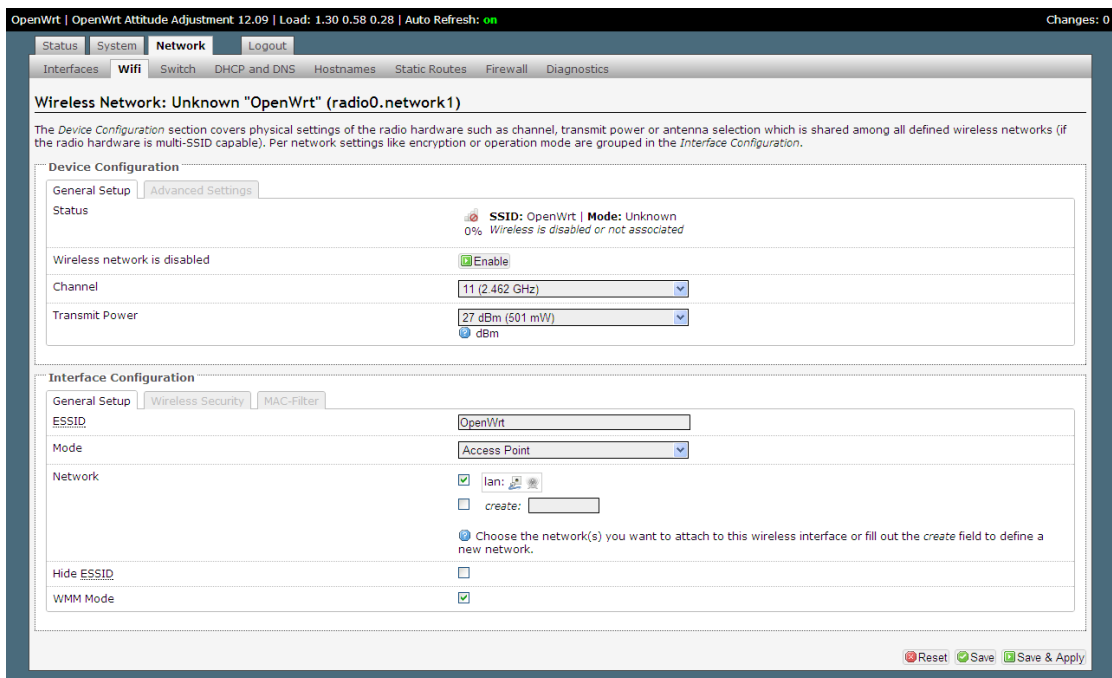 OpenWrt | OpenWrt Attitude Adjustment 12.09 | Load: 1.30 0.58 0.28 | Auto Refresh: on Changes: 0
Status System Network Logout
Interfaces Wifi Switch DHCP and DNS Hostnames Static Routes Firewall Diagnostics
Wireless Network: Unknown "OpenWrt" (radio0.network1)
The Device Configuration section covers physical settings of the radio hardware such as channel, transmit power or antenna selection which is shared among all defined wireless networks (if
the radio hardware is multi-SSID capable). Per network settings like encryption or operation mode are grouped in the Interface Configuration.
Device Configuration
General Setup Advanced Settings
Status SSID: OpenWrt | Mode: Unknown
0% Wireless is disabled or not associated
Wireless network is disabled Enable
Channel 11 (2.462 GHz)
Transmit Power 27 dBm (501 mW)
dBm
Interface Configuration
General Setup Wireless Security MAC-Filter
ESSID OpenWrt
Mode Access Point
Network lan:
create:
Choose the network(s) you want to attach to this wireless interface or fill out the create field to define a
new network.
Hide ESSID
WMM Mode
Reset Save Save & Apply